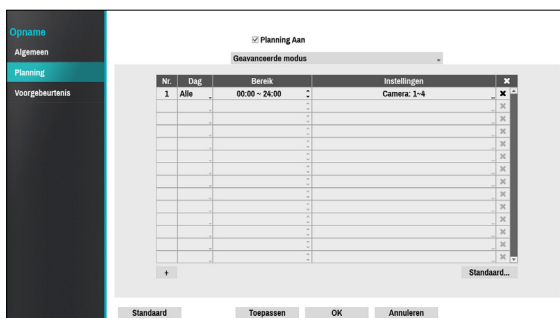 Opname
Algemeen
Planning
Voorgebeurtenis
Planning Aan
Geavanceerde modus
Nr. Dag Bereik Instellingen
1 Alle 00:00 ~ 24:00 Camera: 1~4
+ Standaard...
Standaard Toepassen OK Annuleren